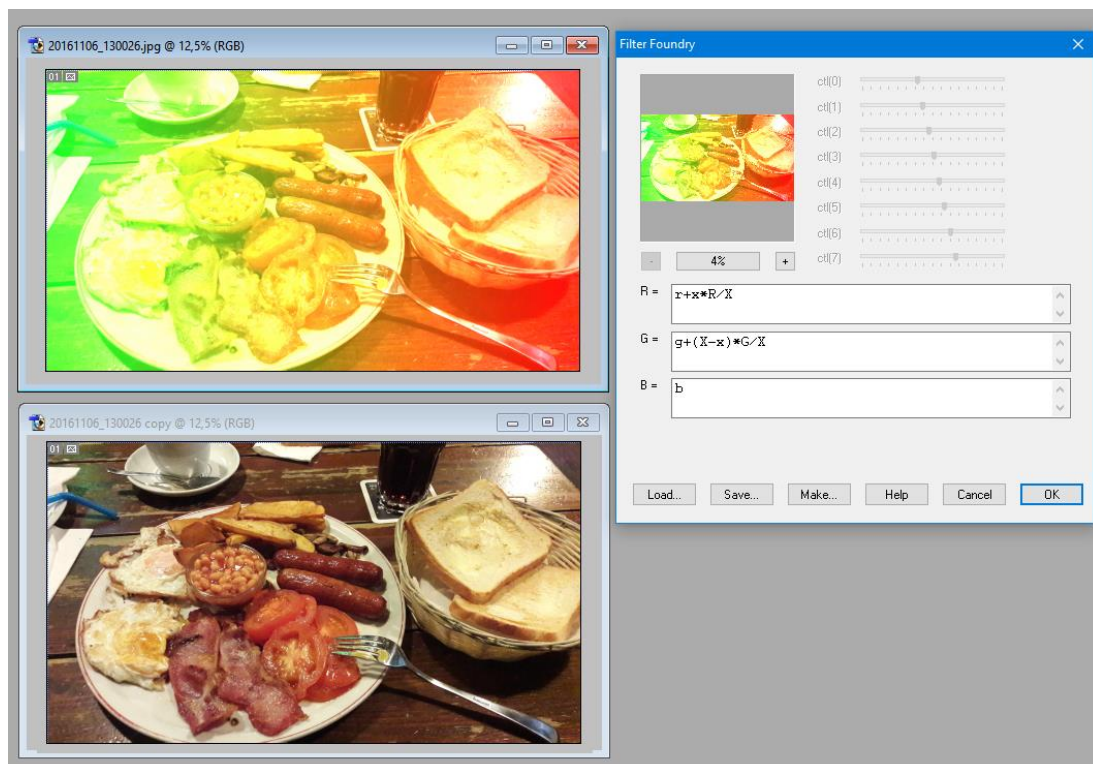 20161106_130026.jpg @ 12,5% (RGB)
01
20161106_130026 copy @ 12,5% (RGB)
01
Filter Foundry
ctl(0)
ctl(1)
ctl(2)
ctl(3)
ctl(4)
ctl(5)
ctl(6)
ctl(7)
- 4% +
R = r+x*R/X
G = g+(X-x)*G/X
B = b
Load... Save... Make... Help Cancel OK